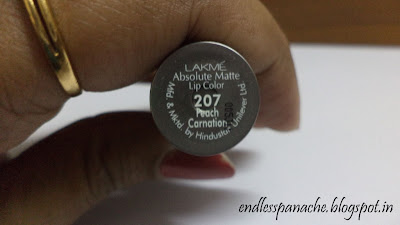 LAKMÉ
Absolute Matte
Lip Color
207
Peach
Carnation
Mfd. & Mktd. by Hindustan Unilever Ltd.
endlesspanache.blogspot.in